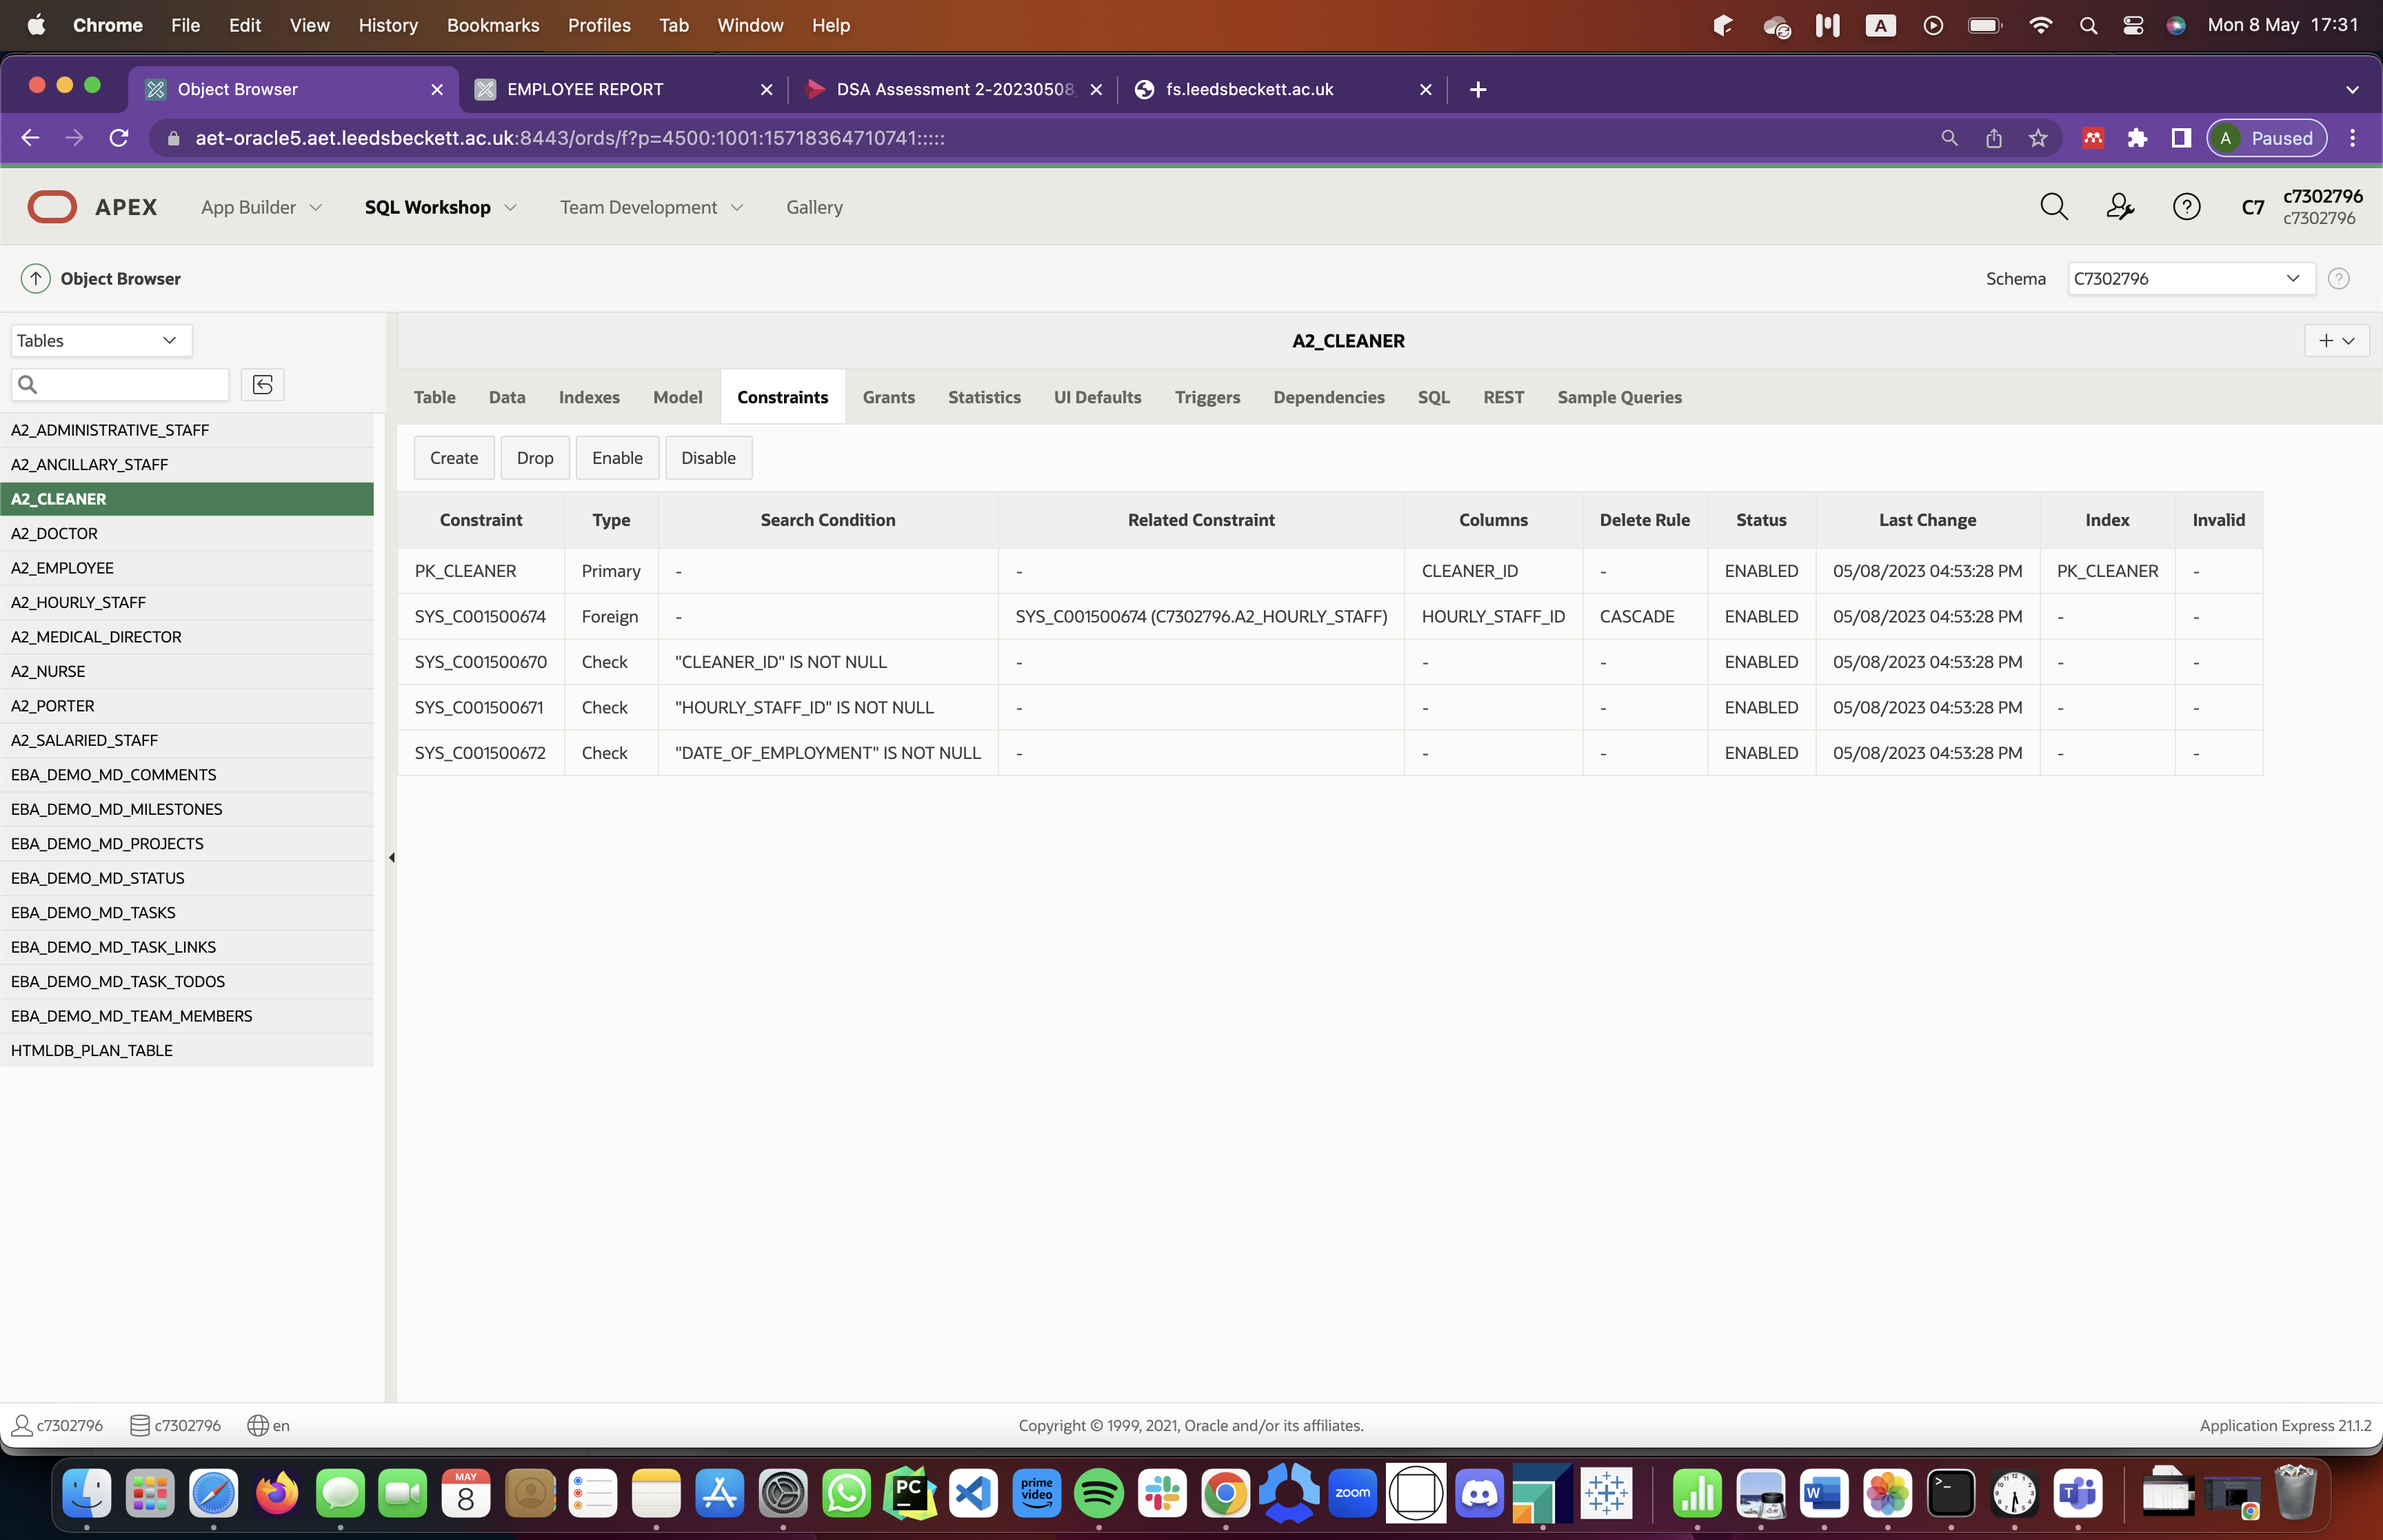 Chrome File Edit View History Bookmarks Profiles Tab Window Help A Mon 8 May 17:31
Object Browser EMPLOYEE REPORT DSA Assessment 2-20230508 fs.leedsbeckett.ac.uk
aet-oracle5.aet.leedsbeckett.ac.uk:8443/ords/f?p=4500:1001:15718364710741::::: A Paused
APEX App Builder SQL Workshop Team Development Gallery C7 c7302796
c7302796
Object Browser Schema C7302796
Tables
A2_CLEANER
Table Data Indexes Model Constraints Grants Statistics UI Defaults Triggers Dependencies SQL REST Sample Queries
Create Drop Enable Disable
A2_ADMINISTRATIVE_STAFF
A2_ANCILLARY_STAFF
A2_CLEANER
A2_DOCTOR
A2_EMPLOYEE
A2_HOURLY_STAFF
A2_MEDICAL_DIRECTOR
A2_NURSE
A2_PORTER
A2_SALARIED_STAFF
EBA_DEMO_MD_COMMENTS
EBA_DEMO_MD_MILESTONES
EBA_DEMO_MD_PROJECTS
EBA_DEMO_MD_STATUS
EBA_DEMO_MD_TASKS
EBA_DEMO_MD_TASK_LINKS
EBA_DEMO_MD_TASK_TODOS
EBA_DEMO_MD_TEAM_MEMBERS
HTMLDB_PLAN_TABLE
Constraint Type Search Condition Related Constraint Columns Delete Rule Status Last Change Index Invalid
PK_CLEANER Primary - - CLEANER_ID - ENABLED 05/08/2023 04:53:28 PM PK_CLEANER -
SYS_C001500674 Foreign - SYS_C001500674 (C7302796.A2_HOURLY_STAFF) HOURLY_STAFF_ID CASCADE ENABLED 05/08/2023 04:53:28 PM - -
SYS_C001500670 Check "CLEANER_ID" IS NOT NULL - - - ENABLED 05/08/2023 04:53:28 PM - -
SYS_C001500671 Check "HOURLY_STAFF_ID" IS NOT NULL - - - ENABLED 05/08/2023 04:53:28 PM - -
SYS_C001500672 Check "DATE_OF_EMPLOYMENT" IS NOT NULL - - - ENABLED 05/08/2023 04:53:28 PM - -
c7302796 c7302796 en Copyright © 1999, 2021, Oracle and/or its affiliates. Application Express 21.1.2
MAY
8
PC
prime video
zoom
W
T